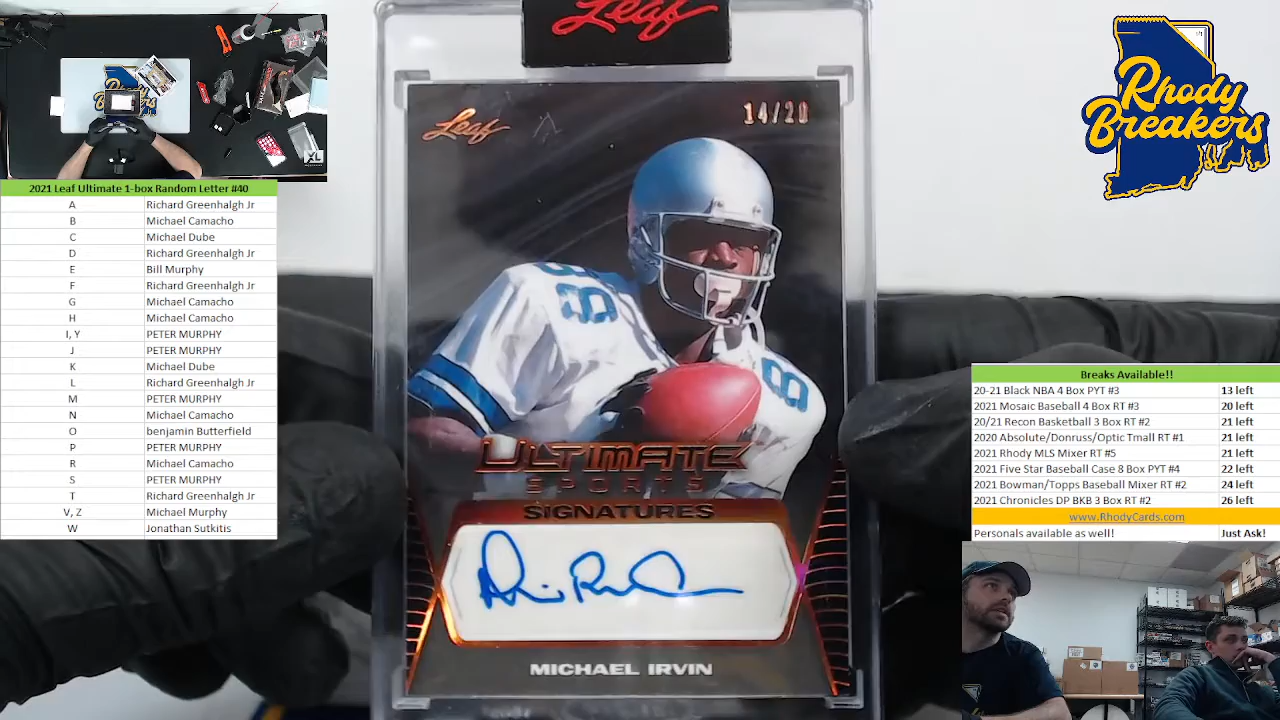 Leaf
Leaf
14/20
88
8
ULTIMATE
SPORTS
SIGNATURES
MICHAEL IRVIN
XL
2021 Leaf Ultimate 1-box Random Letter #40
A Richard Greenhalgh Jr
B Michael Camacho
C Michael Dube
D Richard Greenhalgh Jr
E Bill Murphy
F Richard Greenhalgh Jr
G Michael Camacho
H Michael Camacho
I, Y PETER MURPHY
J PETER MURPHY
K Michael Dube
L Richard Greenhalgh Jr
M PETER MURPHY
N Michael Camacho
O benjamin Butterfield
P PETER MURPHY
R Michael Camacho
S PETER MURPHY
T Richard Greenhalgh Jr
V, Z Michael Murphy
W Jonathan Sutkitis
Rhody
Breakers
Rhody
Breakers
Breaks Available!!
20-21 Black NBA 4 Box PYT #3 13 left
2021 Mosaic Baseball 4 Box RT #3 20 left
20/21 Recon Basketball 3 Box RT #2 21 left
2020 Absolute/Donruss/Optic Tmall RT #1 21 left
2021 Rhody MLS Mixer RT #5 21 left
2021 Five Star Baseball Case 8 Box PYT #4 22 left
2021 Bowman/Topps Baseball Mixer RT #2 24 left
2021 Chronicles DP BKB 3 Box RT #2 26 left
www.RhodyCards.com
Personals available as well! Just Ask!